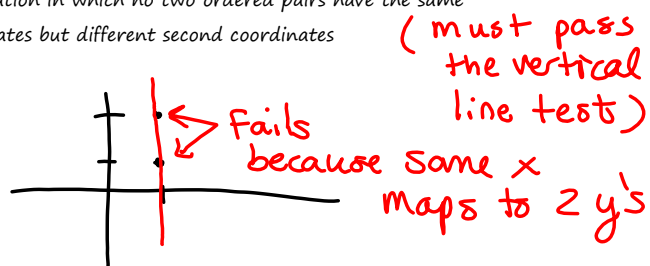 ution in which no two ordered pairs have the same
ates but different second coordinates
( must pass
the vertical
line test )
Fails
because same x
maps to 2 y's